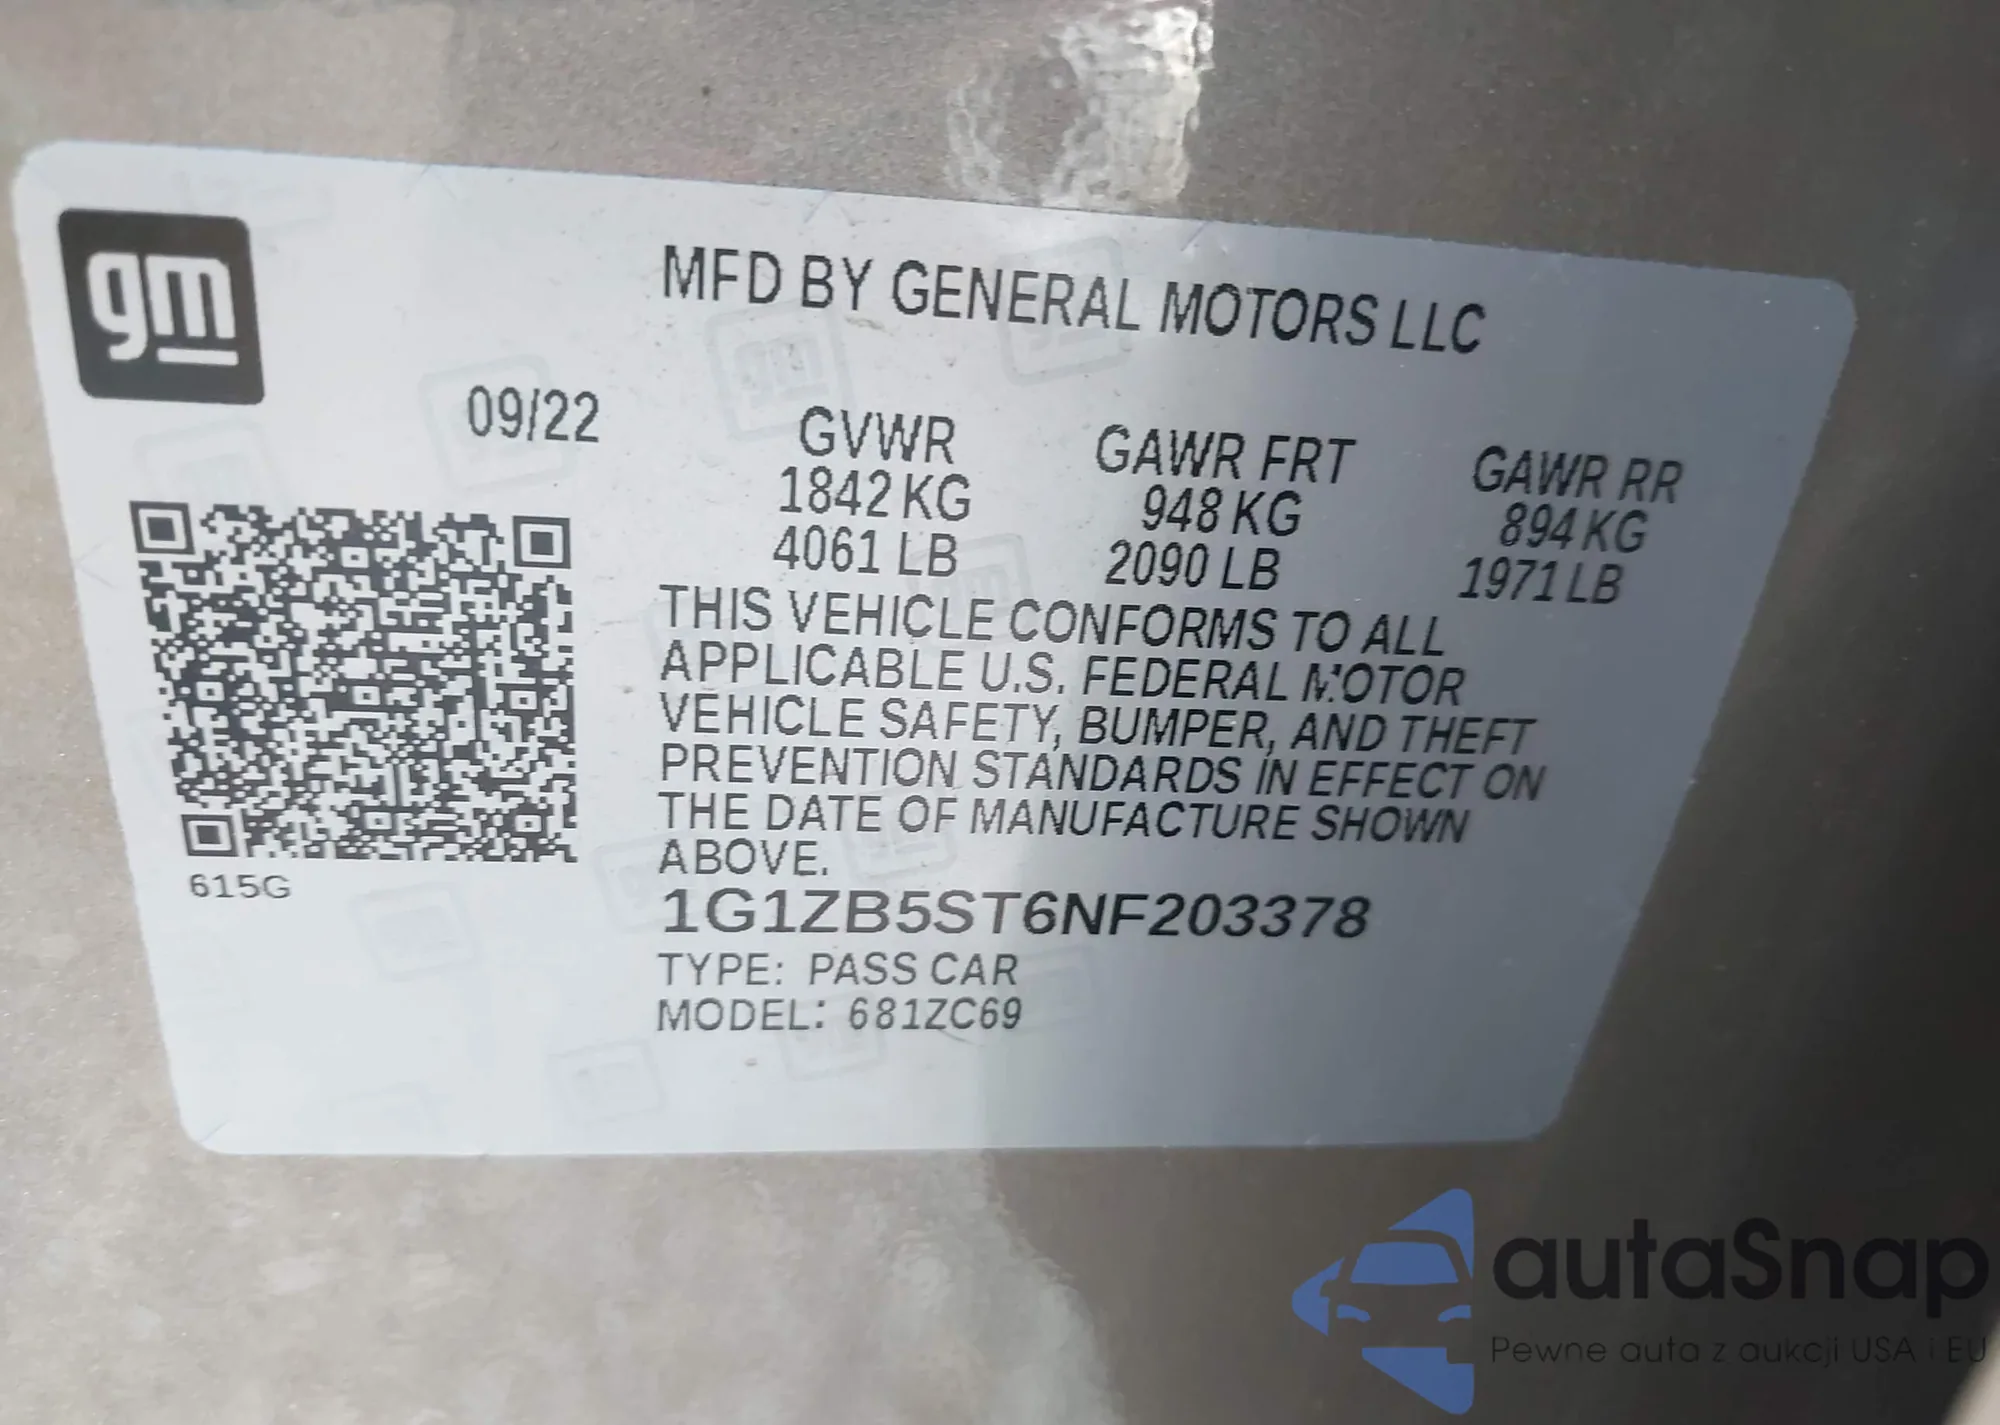 gm
MFD BY GENERAL MOTORS LLC
09/22
GVWR GAWR FRT GAWR RR
1842 KG 948 KG 894 KG
4061 LB 2090 LB 1971 LB
THIS VEHICLE CONFORMS TO ALL
APPLICABLE U.S. FEDERAL MOTOR
VEHICLE SAFETY, BUMPER, AND THEFT
PREVENTION STANDARDS IN EFFECT ON
THE DATE OF MANUFACTURE SHOWN
ABOVE.
615G
1G1ZB5ST6NF203378
TYPE: PASS CAR
MODEL: 681ZC69
autaSnap
Pewne auta z aukcji USA i EU